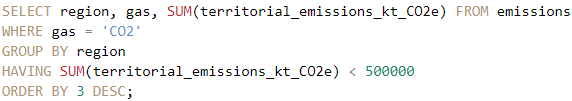 SELECT region, gas, SUM(territorial_emissions_kt_CO2e) FROM emissions
WHERE gas = 'CO2'
GROUP BY region
HAVING SUM(territorial_emissions_kt_CO2e) < 500000
ORDER BY 3 DESC;